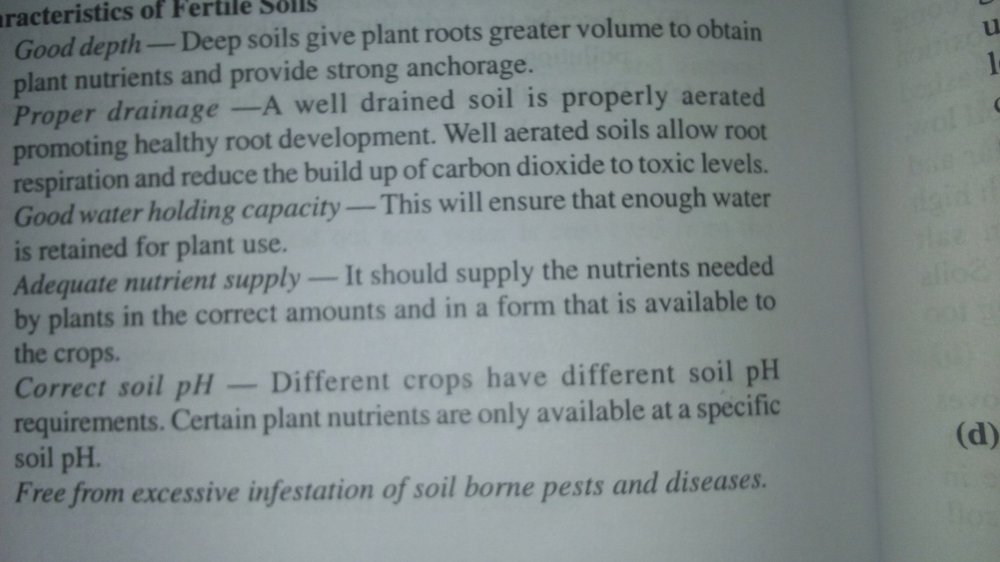 aracteristics of Fertile Soils
Good depth — Deep soils give plant roots greater volume to obtain
plant nutrients and provide strong anchorage.
Proper drainage —A well drained soil is properly aerated
promoting healthy root development. Well aerated soils allow root
respiration and reduce the build up of carbon dioxide to toxic levels.
Good water holding capacity — This will ensure that enough water
is retained for plant use.
Adequate nutrient supply — It should supply the nutrients needed
by plants in the correct amounts and in a form that is available to
the crops.
Correct soil pH — Different crops have different soil pH
requirements. Certain plant nutrients are only available at a specific
soil pH.
Free from excessive infestation of soil borne pests and diseases.
(d)